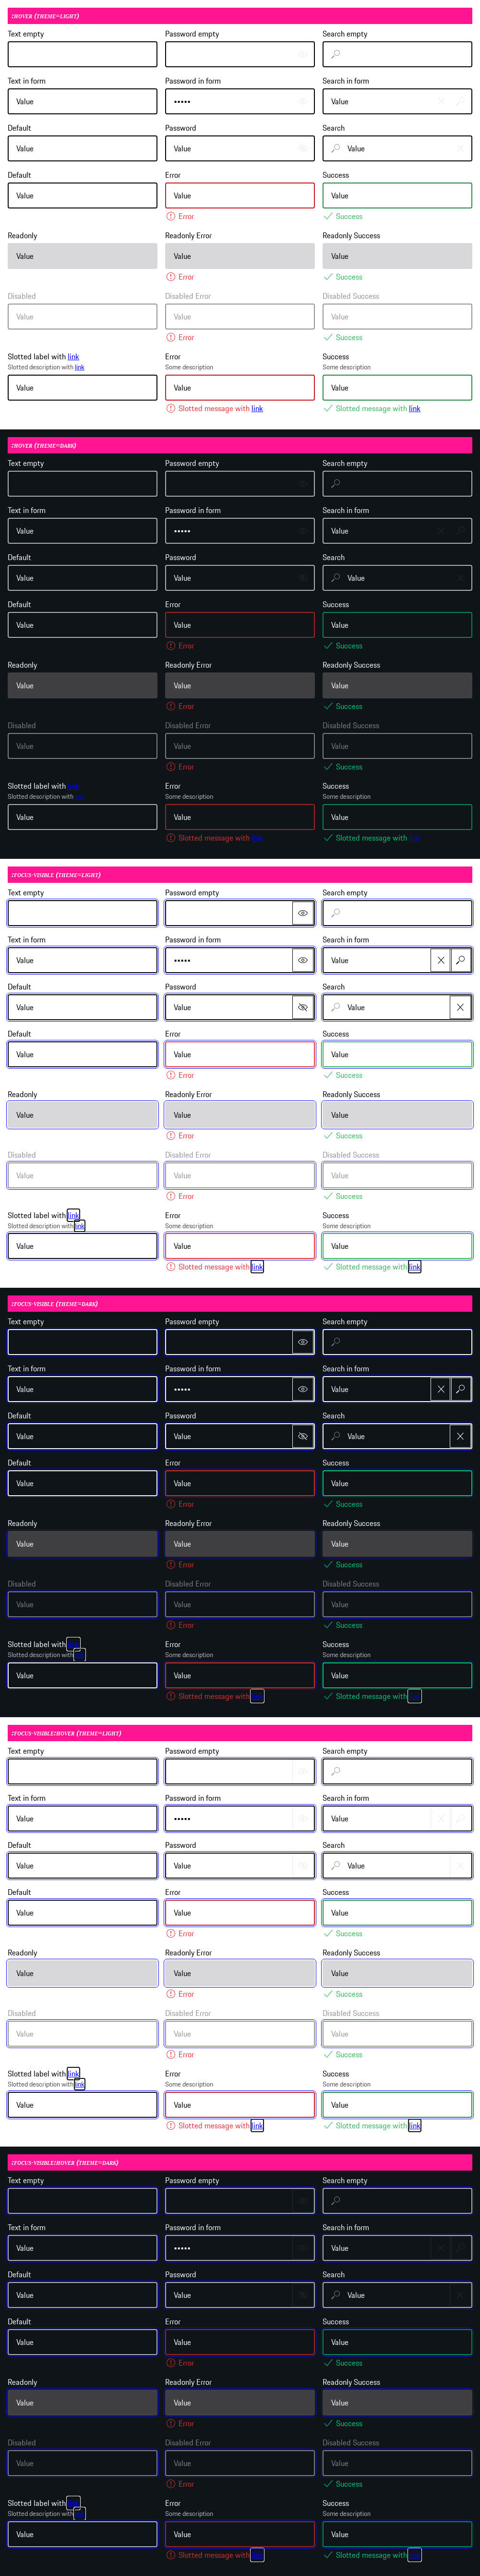 :HOVER (THEME=LIGHT)
Text empty Password empty Search empty
Text in form Password in form Search in form
Value ••••• Value
Default Password Search
Value Value Value
Default Error Success
Value Value Value
Error Success
Readonly Readonly Error Readonly Success
Value Value Value
Error Success
Disabled Disabled Error Disabled Success
Value Value Value
Error Success
Slotted label with link Error Success
Slotted description with link Some description Some description
Value Value Value
Slotted message with link Slotted message with link
:HOVER (THEME=DARK)
Text empty Password empty Search empty
Text in form Password in form Search in form
Value ••••• Value
Default Password Search
Value Value Value
Default Error Success
Value Value Value
Error Success
Readonly Readonly Error Readonly Success
Value Value Value
Error Success
Disabled Disabled Error Disabled Success
Value Value Value
Error Success
Slotted label with link Error Success
Slotted description with link Some description Some description
Value Value Value
Slotted message with link Slotted message with link
:FOCUS-VISIBLE (THEME=LIGHT)
Text empty Password empty Search empty
Text in form Password in form Search in form
Value ••••• Value
Default Password Search
Value Value Value
Default Error Success
Value Value Value
Error Success
Readonly Readonly Error Readonly Success
Value Value Value
Error Success
Disabled Disabled Error Disabled Success
Value Value Value
Error Success
Slotted label with link Error Success
Slotted description with link Some description Some description
Value Value Value
Slotted message with link Slotted message with link
:FOCUS-VISIBLE (THEME=DARK)
Text empty Password empty Search empty
Text in form Password in form Search in form
Value ••••• Value
Default Password Search
Value Value Value
Default Error Success
Value Value Value
Error Success
Readonly Readonly Error Readonly Success
Value Value Value
Error Success
Disabled Disabled Error Disabled Success
Value Value Value
Error Success
Slotted label with link Error Success
Slotted description with link Some description Some description
Value Value Value
Slotted message with link Slotted message with link
:FOCUS-VISIBLE:HOVER (THEME=LIGHT)
Text empty Password empty Search empty
Text in form Password in form Search in form
Value ••••• Value
Default Password Search
Value Value Value
Default Error Success
Value Value Value
Error Success
Readonly Readonly Error Readonly Success
Value Value Value
Error Success
Disabled Disabled Error Disabled Success
Value Value Value
Error Success
Slotted label with link Error Success
Slotted description with link Some description Some description
Value Value Value
Slotted message with link Slotted message with link
:FOCUS-VISIBLE:HOVER (THEME=DARK)
Text empty Password empty Search empty
Text in form Password in form Search in form
Value ••••• Value
Default Password Search
Value Value Value
Default Error Success
Value Value Value
Error Success
Readonly Readonly Error Readonly Success
Value Value Value
Error Success
Disabled Disabled Error Disabled Success
Value Value Value
Error Success
Slotted label with link Error Success
Slotted description with link Some description Some description
Value Value Value
Slotted message with link Slotted message with link